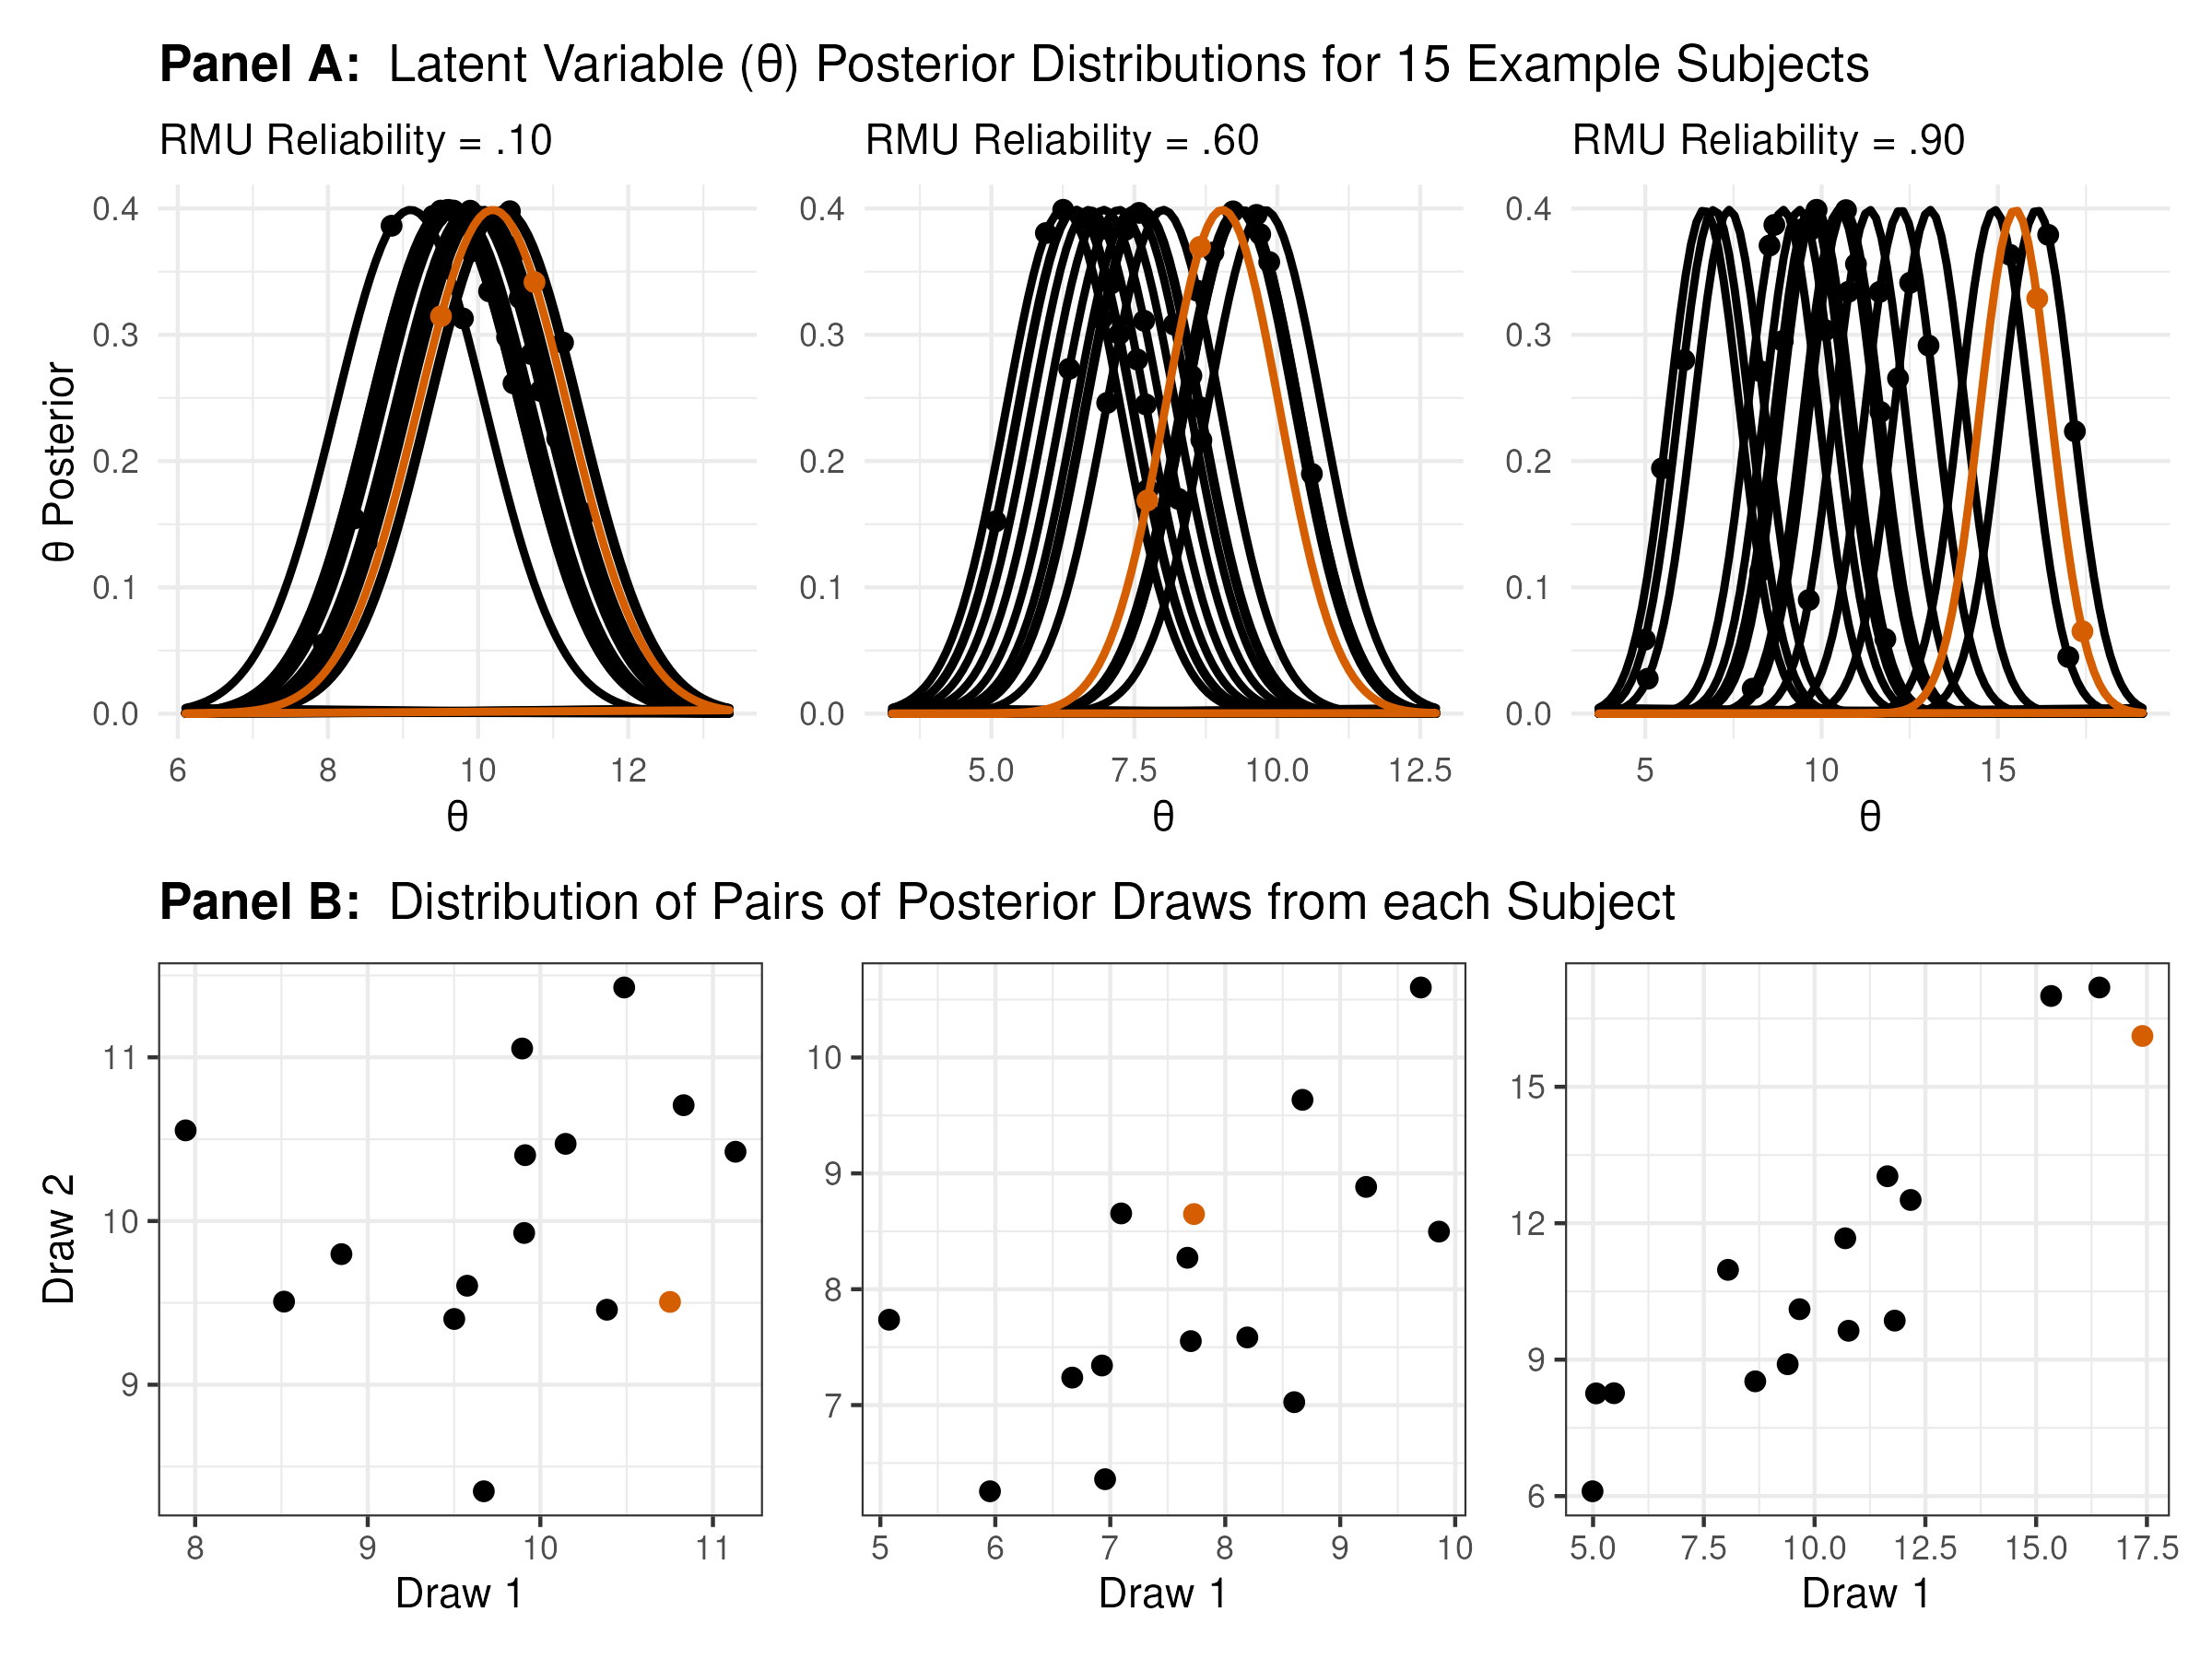 Panel A: Latent Variable (θ) Posterior Distributions for 15 Example Subjects
RMU Reliability = .10
RMU Reliability = .60
RMU Reliability = .90
θ Posterior
0.4
0.3
0.2
0.1
0.0
6 8 10 12
θ
0.4
0.3
0.2
0.1
0.0
5.0 7.5 10.0 12.5
θ
0.4
0.3
0.2
0.1
0.0
5 10 15
θ
Panel B: Distribution of Pairs of Posterior Draws from each Subject
Draw 2
11
10
9
8 9 10 11
Draw 1
10
9
8
7
5 6 7 8 9 10
Draw 1
15
12
9
6
5.0 7.5 10.0 12.5 15.0 17.5
Draw 1